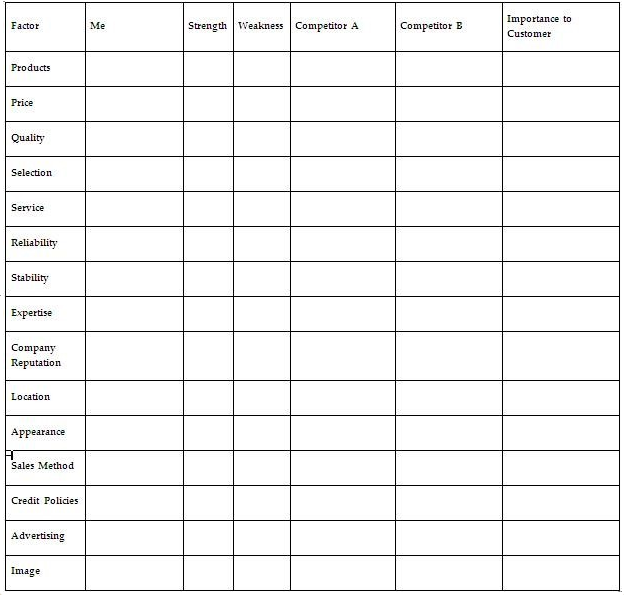 Factor Me Strength Weakness Competitor A Competitor B Importance to
Customer
Products
Price
Quality
Selection
Service
Reliability
Stability
Expertise
Company
Reputation
Location
Appearance
Sales Method
Credit Policies
Advertising
Image